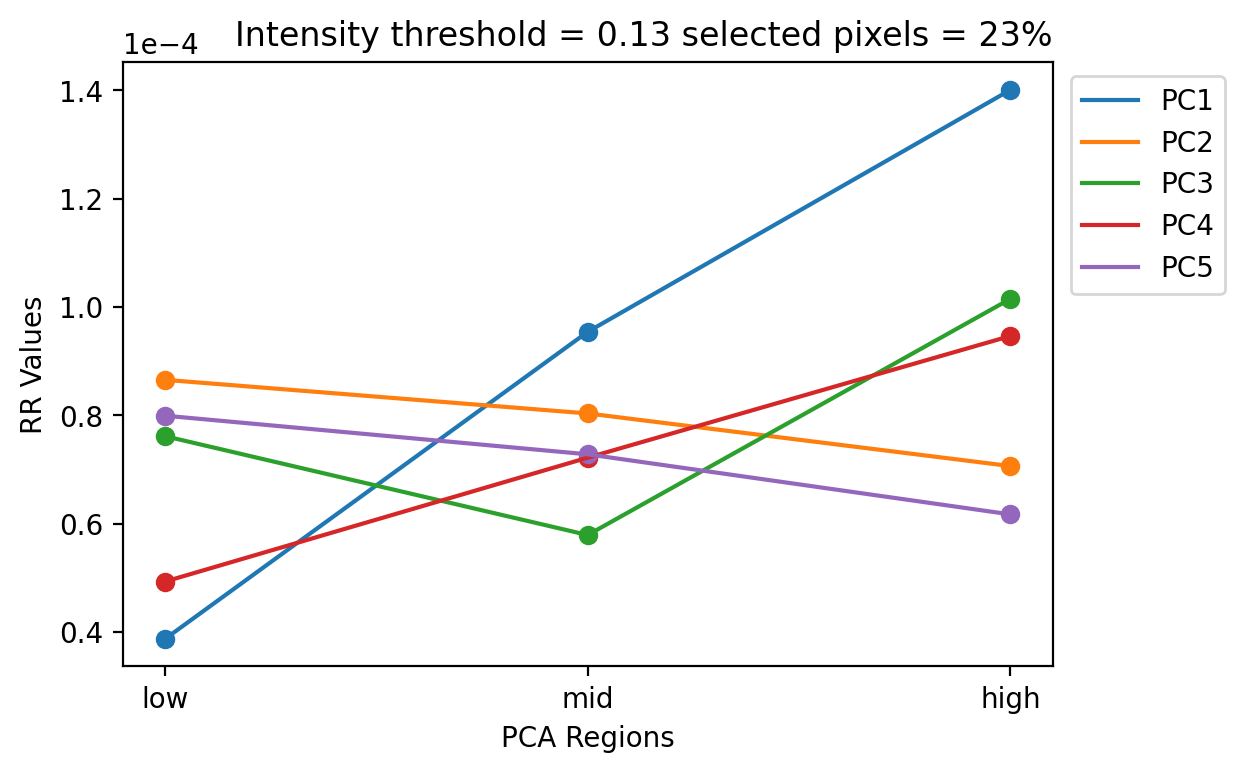 1e−4
Intensity threshold = 0.13 selected pixels = 23%
1.4
1.2
1.0
0.8
0.6
0.4
RR Values
low
mid
high
PCA Regions
PC1
PC2
PC3
PC4
PC5